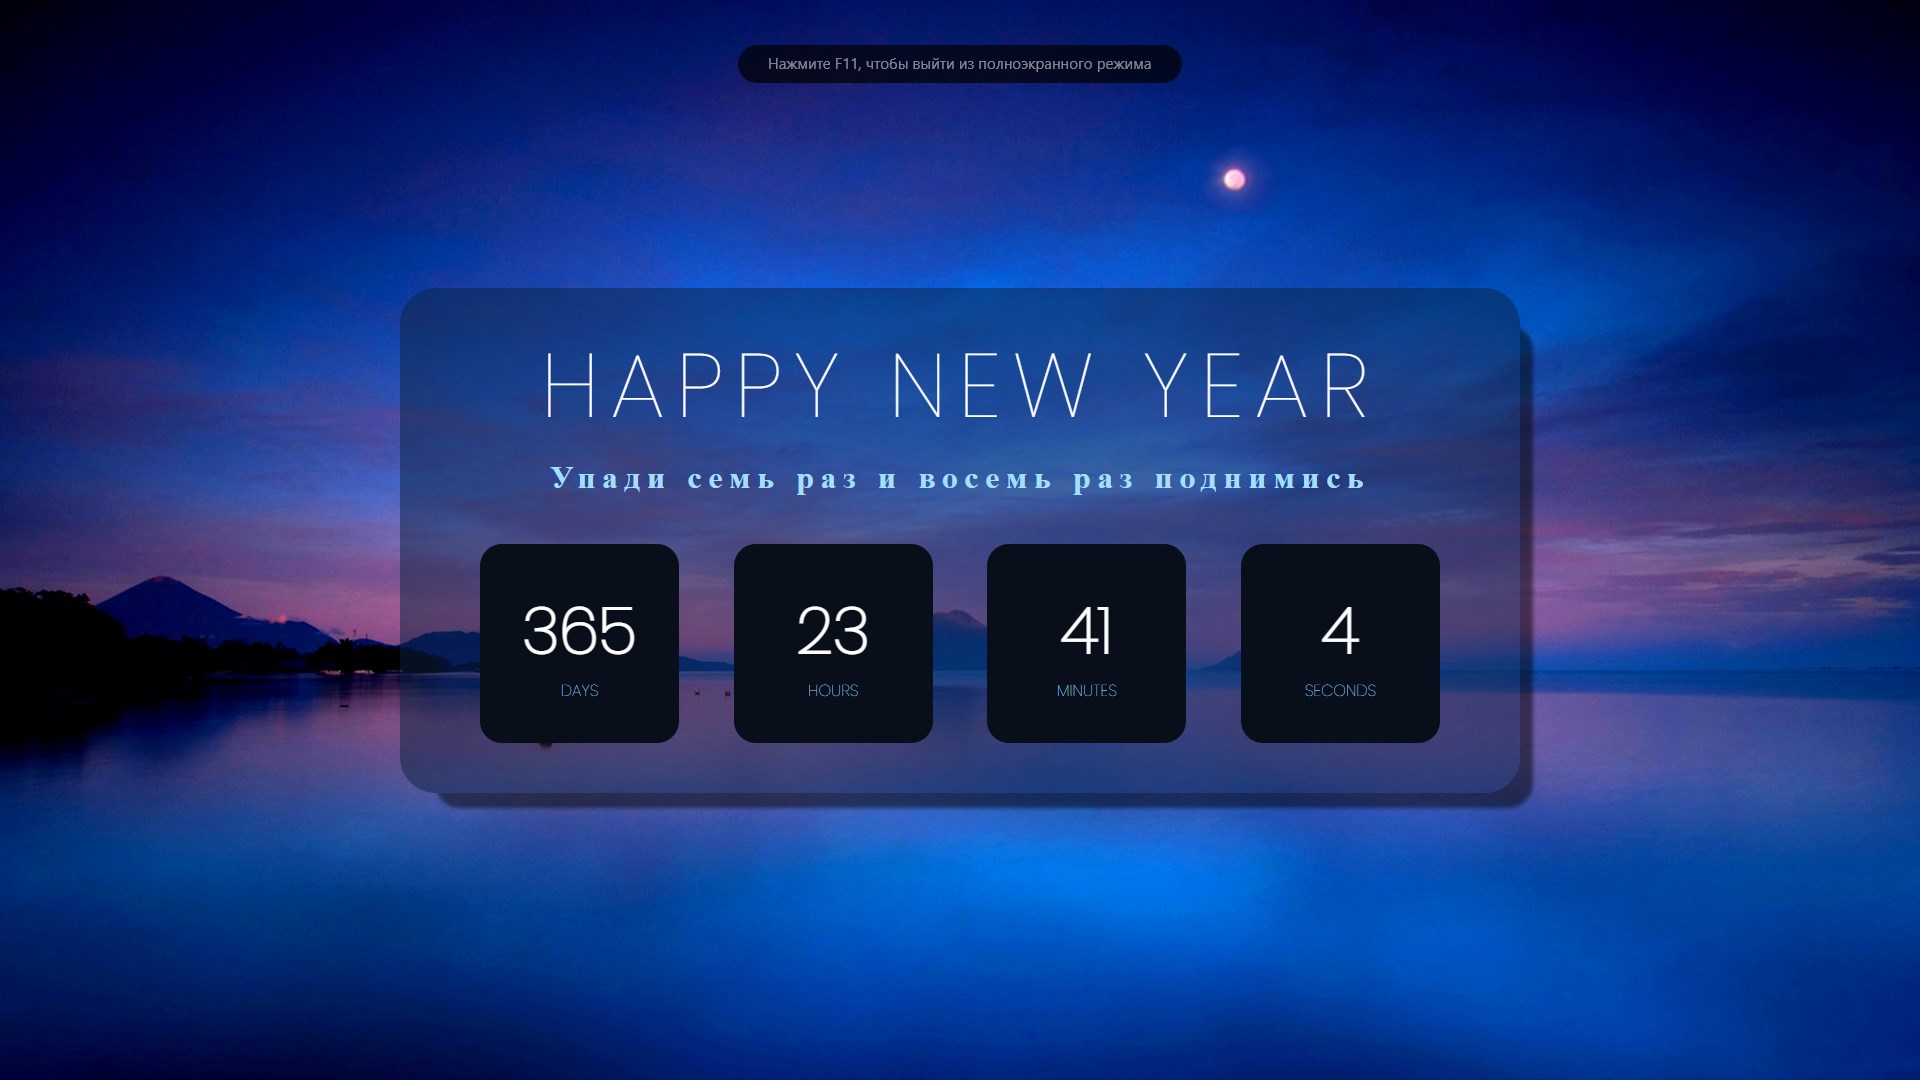 Нажмите F11, чтобы выйти из полноэкранного режима
HAPPY NEW YEAR
Упади семь раз и восемь раз поднимись
365 23 41 4
DAYS HOURS MINUTES SECONDS